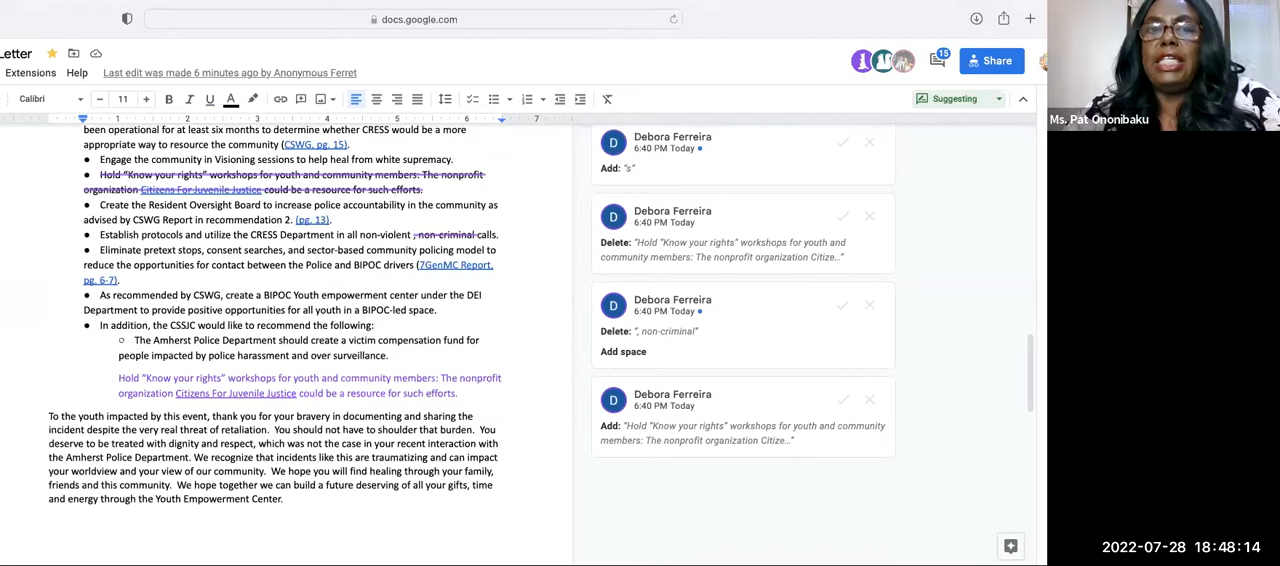 docs.google.com
Letter
Extensions Help Last edit was made 6 minutes ago by Anonymous Ferret
15
Share
Calibri 11 B I U A
Suggesting
1 2 3 4 5 6 7
been operational for at least six months to determine whether CRESS would be a more
appropriate way to resource the community (CSWG, pg. 15).
● Engage the community in Visioning sessions to help heal from white supremacy.
● Hold “Know your rights” workshops for youth and community members: The nonprofit
organization Citizens For Juvenile Justice could be a resource for such efforts.
● Create the Resident Oversight Board to increase police accountability in the community as
advised by CSWG Report in recommendation 2. (pg. 13).
● Establish protocols and utilize the CRESS Department in all non-violent , non-criminal calls.
● Eliminate pretext stops, consent searches, and sector-based community policing model to
reduce the opportunities for contact between the Police and BIPOC drivers (7GenMC Report,
pg. 6-7).
● As recommended by CSWG, create a BIPOC Youth empowerment center under the DEI
Department to provide positive opportunities for all youth in a BIPOC-led space.
● In addition, the CSSJC would like to recommend the following:
○ The Amherst Police Department should create a victim compensation fund for
people impacted by police harassment and over surveillance.
Hold “Know your rights” workshops for youth and community members: The nonprofit
organization Citizens For Juvenile Justice could be a resource for such efforts.
To the youth impacted by this event, thank you for your bravery in documenting and sharing the
incident despite the very real threat of retaliation. You should not have to shoulder that burden. You
deserve to be treated with dignity and respect, which was not the case in your recent interaction with
the Amherst Police Department. We recognize that incidents like this are traumatizing and can impact
your worldview and your view of our community. We hope you will find healing through your family,
friends and this community. We hope together we can build a future deserving of all your gifts, time
and energy through the Youth Empowerment Center.
D Debora Ferreira
6:40 PM Today
Add: “s”
D Debora Ferreira
6:40 PM Today
Delete: “Hold “Know your rights” workshops for youth and
community members: The nonprofit organization Citize...”
D Debora Ferreira
6:40 PM Today
Delete: “, non-criminal”
Add space
D Debora Ferreira
6:40 PM Today
Add: “Hold “Know your rights” workshops for youth and community
members: The nonprofit organization Citize...”
Ms. Pat Ononibaku
2022-07-28 18:48:14